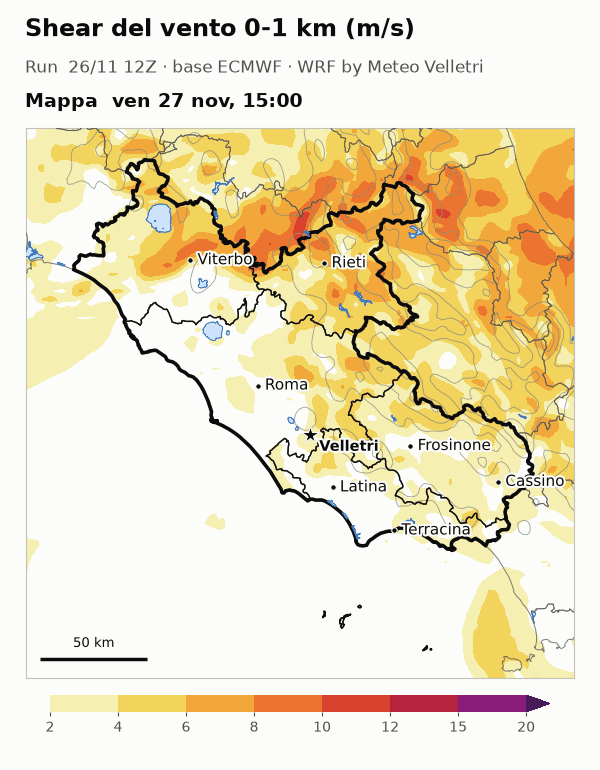 Shear del vento 0-1 km (m/s)
Run  26/11 12Z · base ECMWF · WRF by Meteo Velletri
Mappa  ven 27 nov, 15:00
Viterbo
Rieti
Roma
Velletri
Frosinone
Cassino
Latina
Terracina
50 km
2 4 6 8 10 12 15 20